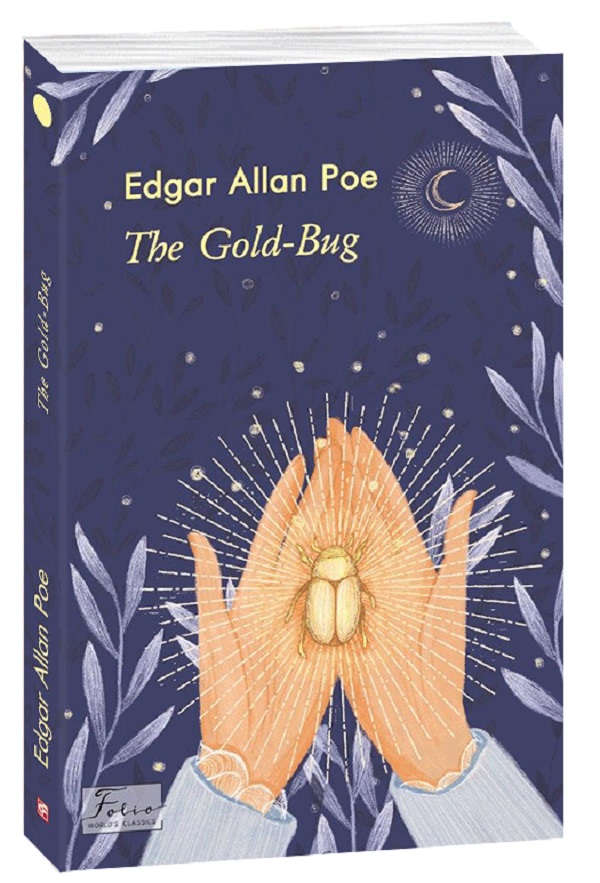 Edgar Allan Poe
The Gold-Bug
The Gold-Bug
Edgar Allan Poe
Folio
WORLD'S CLASSICS